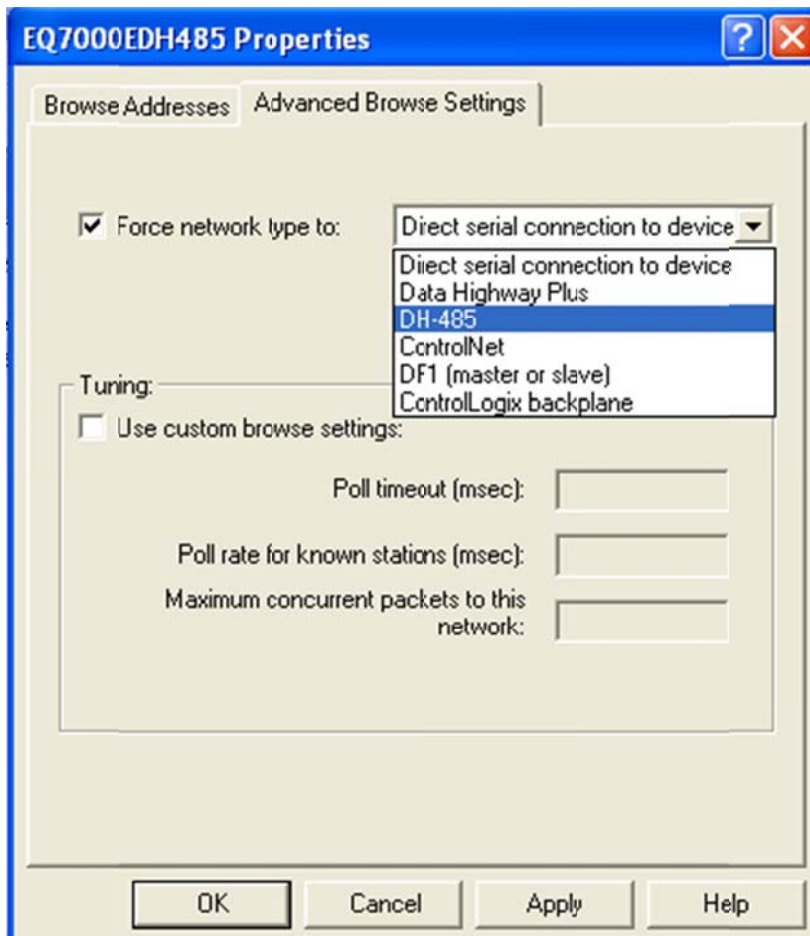 EQ7000EDH485 Properties
Browse Addresses Advanced Browse Settings
Force network type to: Direct serial connection to device
Direct serial connection to device
Data Highway Plus
DH-485
ControlNet
DF1 (master or slave)
ControlLogix backplane
Tuning:
Use custom browse settings:
Poll timeout (msec):
Poll rate for known stations (msec):
Maximum concurrent packets to this
network:
OK Cancel Apply Help